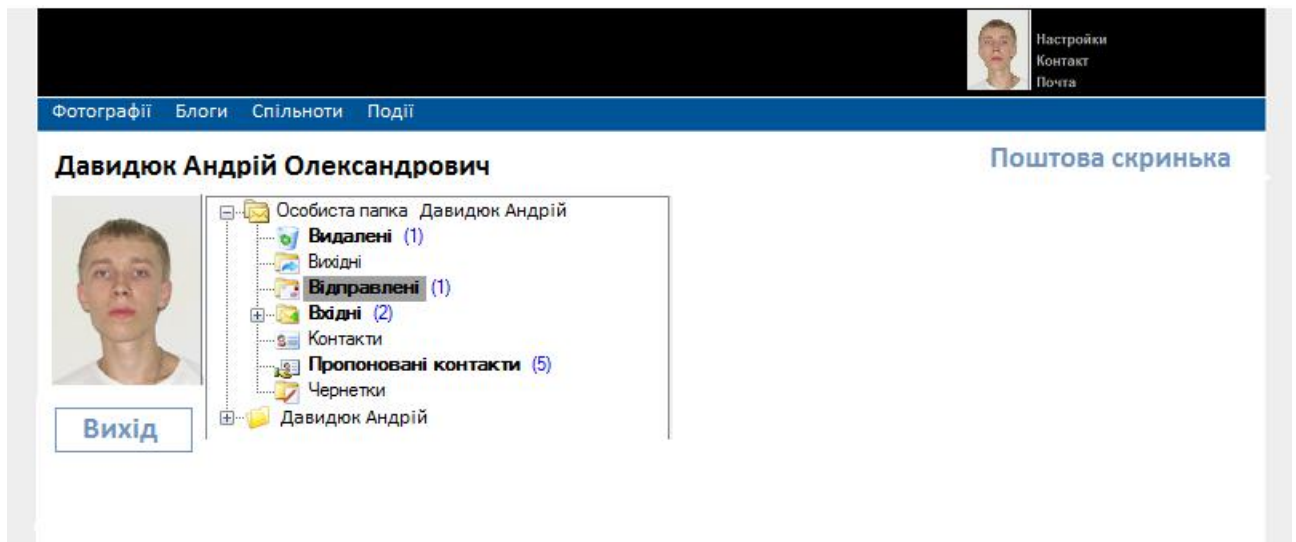 Настройки
Контакт
Почта
Фотографії Блоги Спільноти Події
Давидюк Андрій Олександрович
Поштова скринька
Особиста папка Давидюк Андрій
Видалені (1)
Вихідні
Відправлені (1)
Вхідні (2)
Контакти
Пропоновані контакти (5)
Чернетки
Давидюк Андрій
Вихід